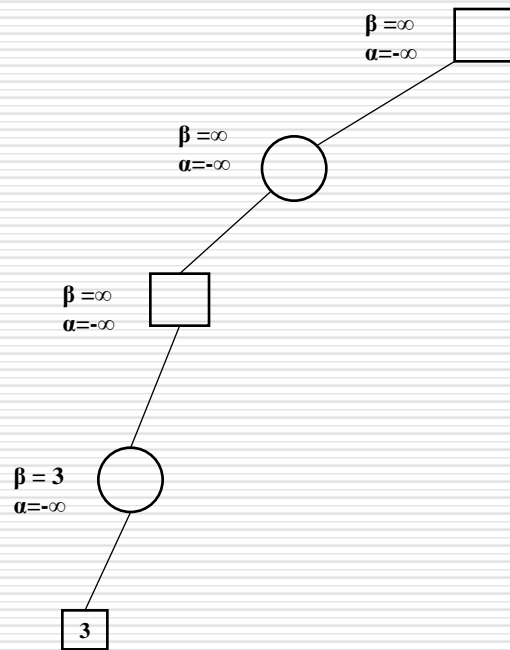 β =∞
α=-∞
β =∞
α=-∞
β =∞
α=-∞
β = 3
α=-∞
3